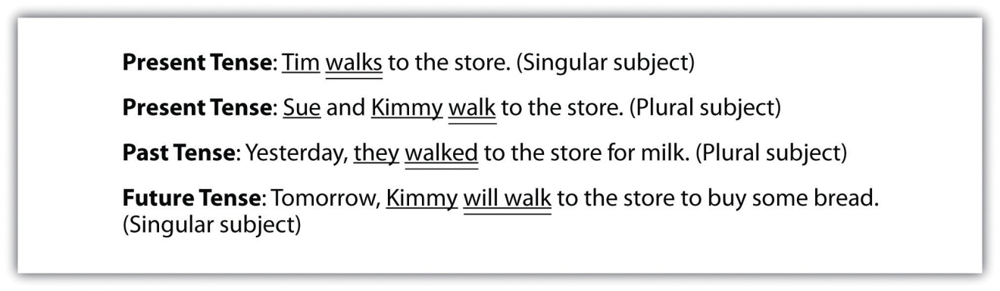 Present Tense: Tim walks to the store. (Singular subject)
Present Tense: Sue and Kimmy walk to the store. (Plural subject)
Past Tense: Yesterday, they walked to the store for milk. (Plural subject)
Future Tense: Tomorrow, Kimmy will walk to the store to buy some bread.
(Singular subject)